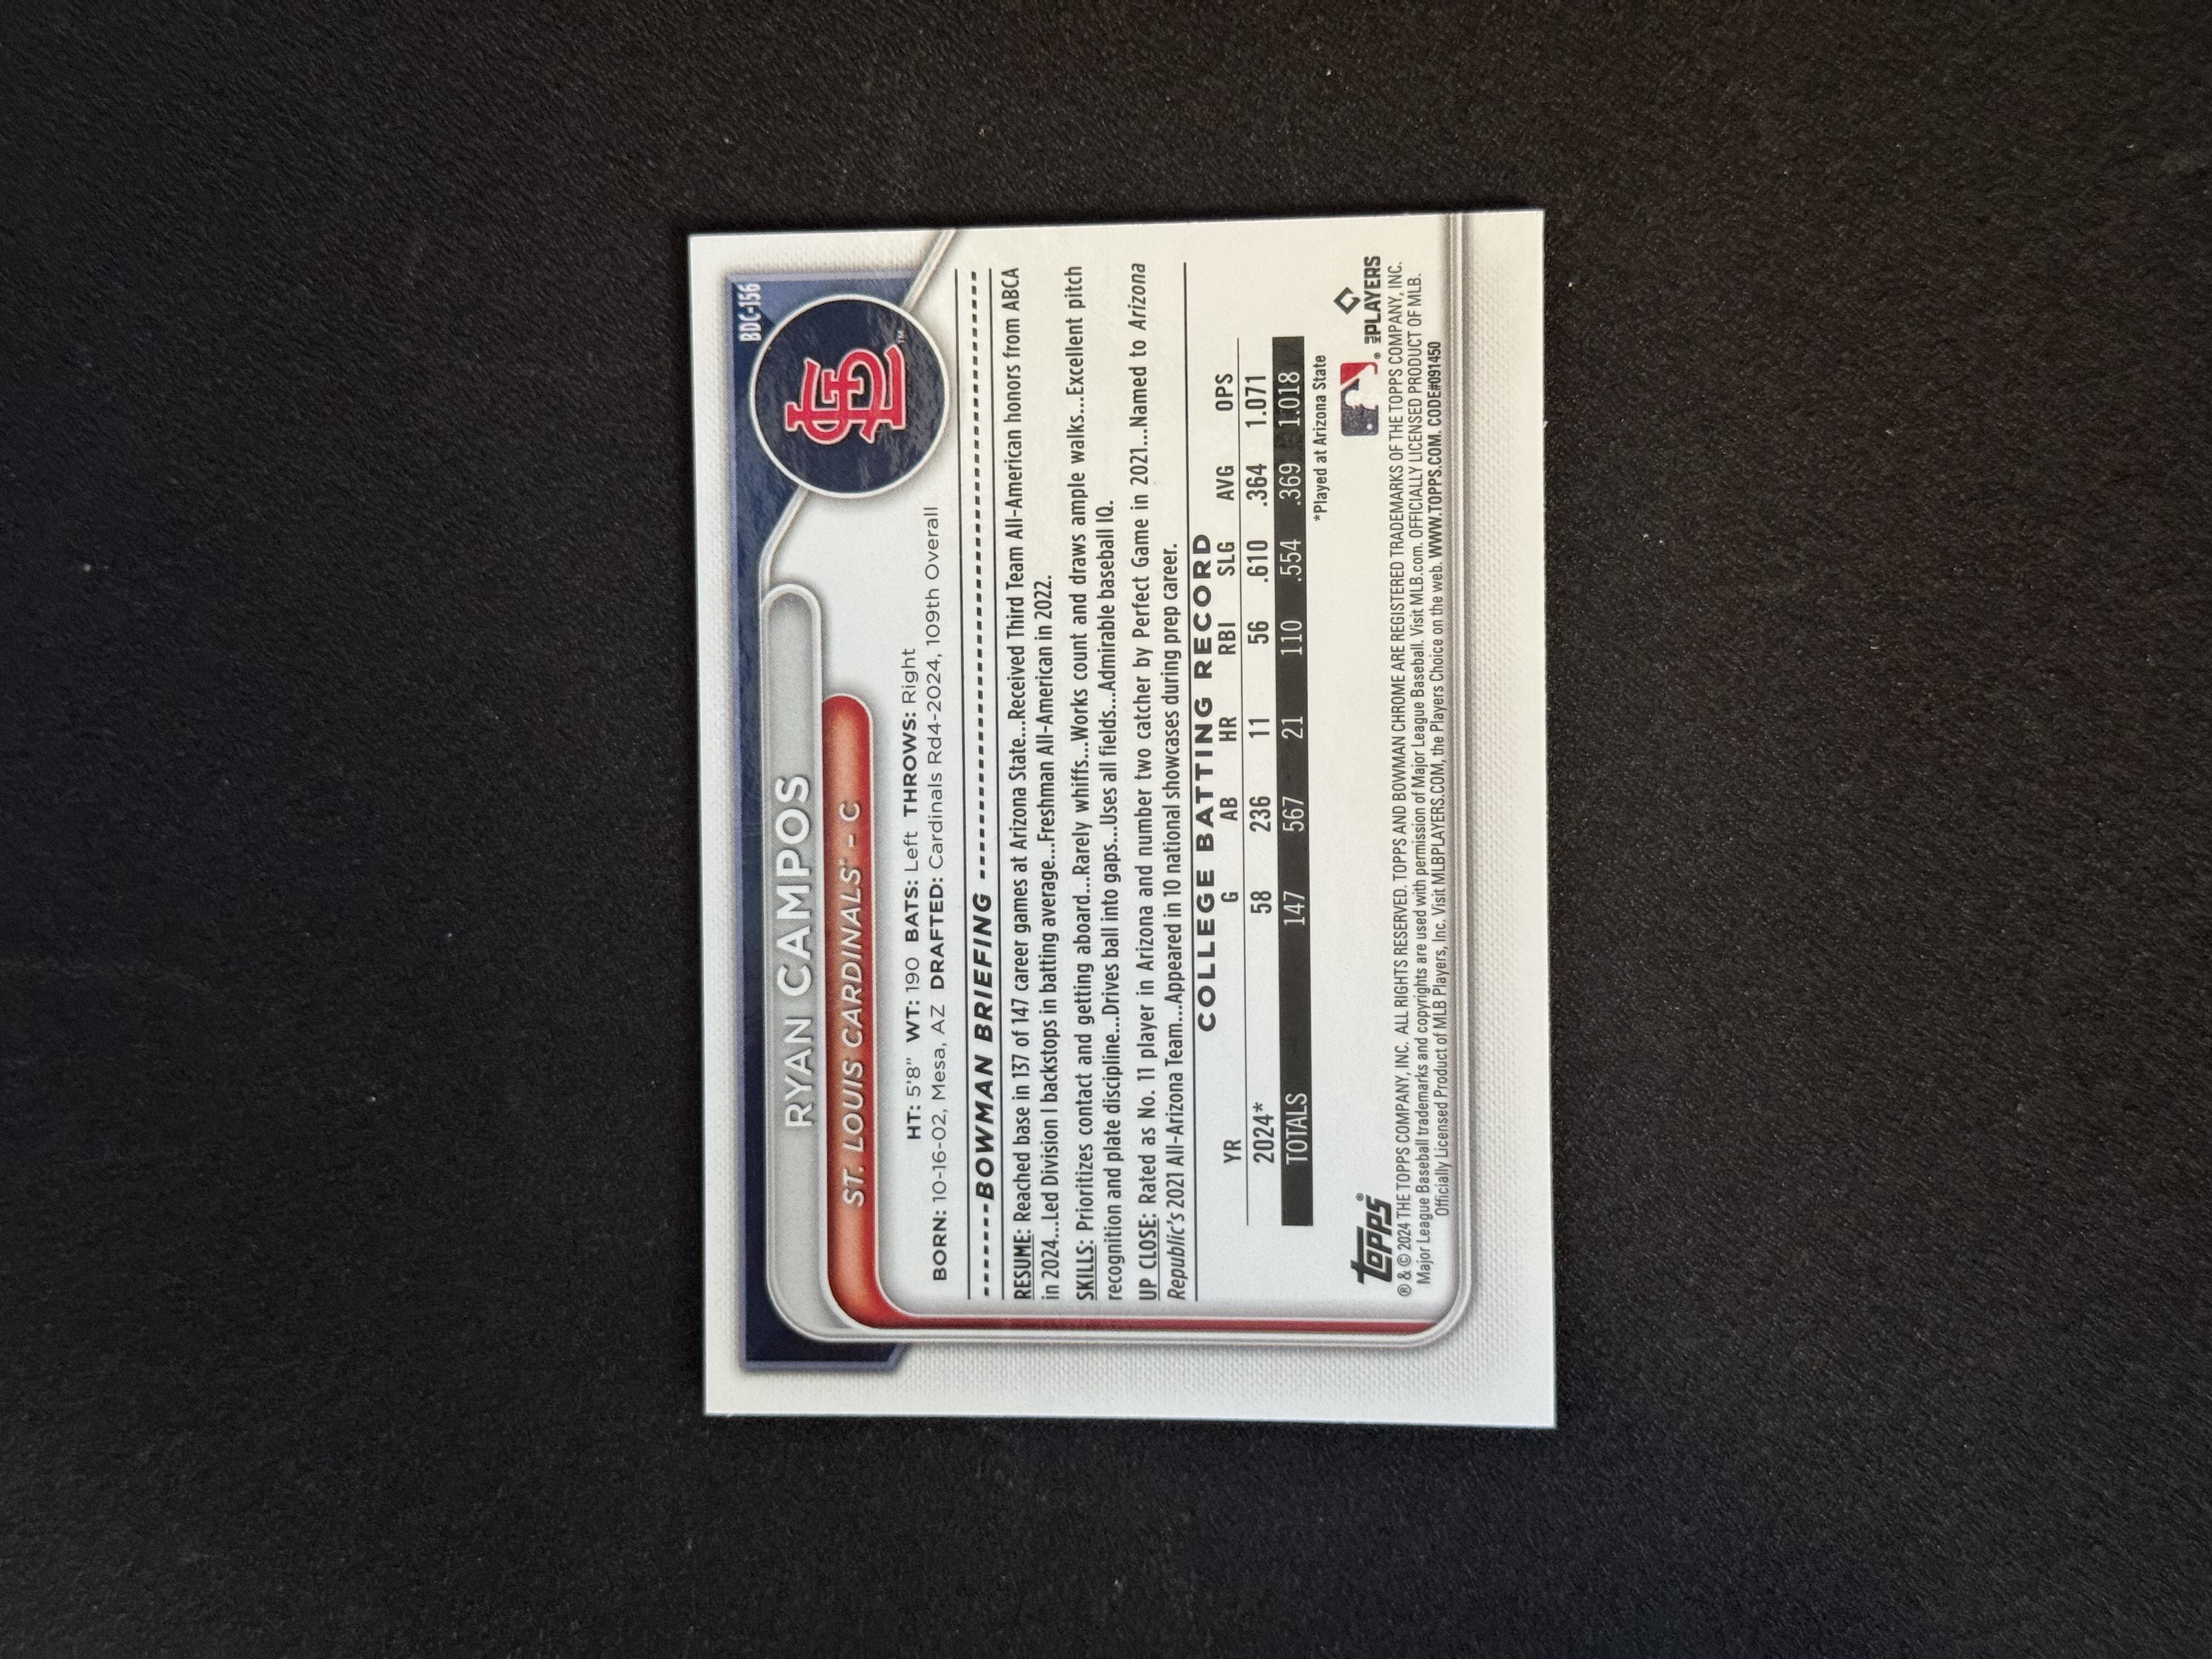 BDC-156
RYAN CAMPOS
ST. LOUIS CARDINALS® - C
STL™
HT: 5'8" WT: 190 BATS: Left THROWS: Right
BORN: 10-16-02, Mesa, AZ DRAFTED: Cardinals Rd4-2024, 109th Overall
BOWMAN BRIEFING
RESUME: Reached base in 137 of 147 career games at Arizona State...Received Third Team All-American honors from ABCA
in 2024...Led Division I backstops in batting average...Freshman All-American in 2022.
SKILLS: Prioritizes contact and getting aboard...Rarely whiffs...Works count and draws ample walks...Excellent pitch
recognition and plate discipline...Drives ball into gaps...Uses all fields...Admirable baseball IQ.
UP CLOSE: Rated as No. 11 player in Arizona and number two catcher by Perfect Game in 2021...Named to Arizona
Republic's 2021 All-Arizona Team...Appeared in 10 national showcases during prep career.
COLLEGE BATTING RECORD
YR G AB HR RBI SLG AVG OPS
2024* 58 236 11 56 .610 .364 1.071
TOTALS 147 567 21 110 .554 .369 1.018
*Played at Arizona State
topps®
® MLB PLAYERS
® & © 2024 THE TOPPS COMPANY, INC. ALL RIGHTS RESERVED. TOPPS AND BOWMAN CHROME ARE REGISTERED TRADEMARKS OF THE TOPPS COMPANY, INC.
Major League Baseball trademarks and copyrights are used with permission of Major League Baseball. Visit MLB.com. OFFICIALLY LICENSED PRODUCT OF MLB.
Officially Licensed Product of MLB Players, Inc. Visit MLBPLAYERS.COM, the Players Choice on the web. WWW.TOPPS.COM. CODE#091450